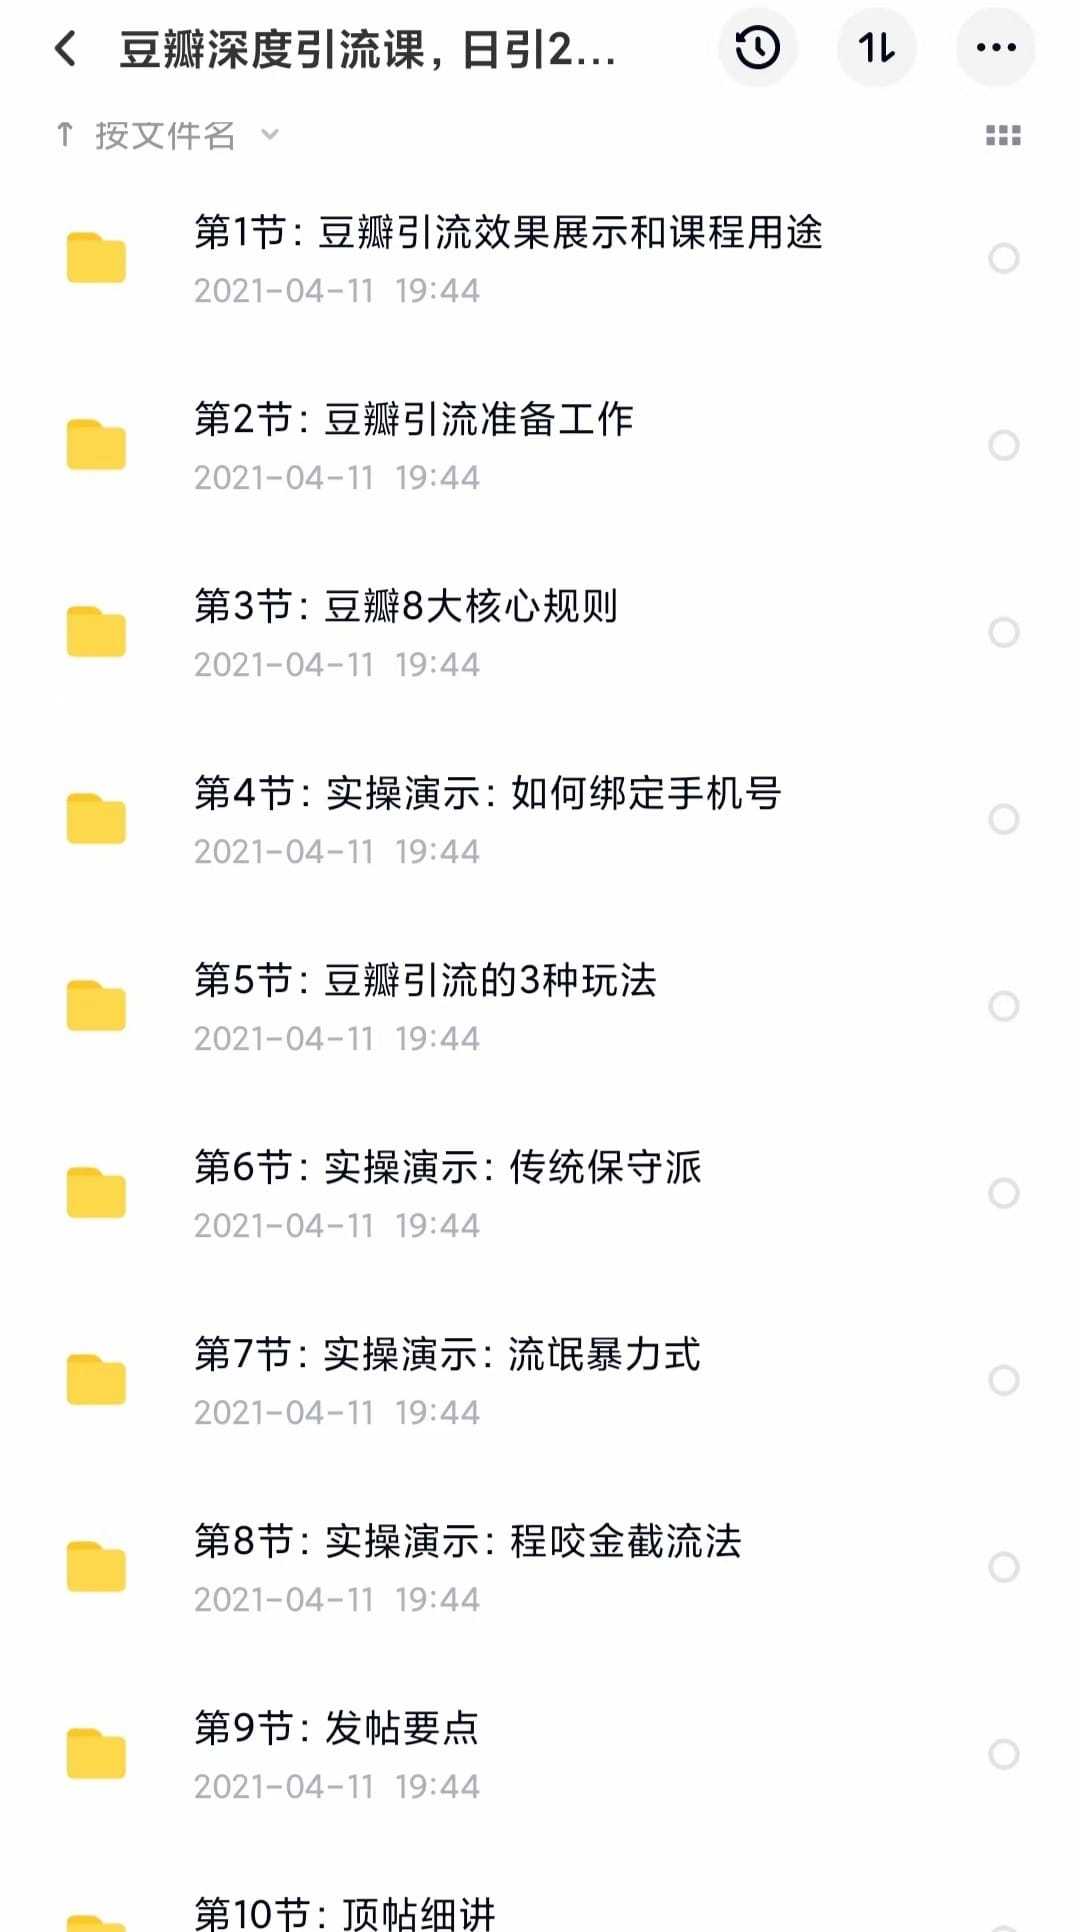 豆瓣深度引流课，日引2...
按文件名
第1节：豆瓣引流效果展示和课程用途
2021-04-11 19:44
第2节：豆瓣引流准备工作
2021-04-11 19:44
第3节：豆瓣8大核心规则
2021-04-11 19:44
第4节：实操演示：如何绑定手机号
2021-04-11 19:44
第5节：豆瓣引流的3种玩法
2021-04-11 19:44
第6节：实操演示：传统保守派
2021-04-11 19:44
第7节：实操演示：流氓暴力式
2021-04-11 19:44
第8节：实操演示：程咬金截流法
2021-04-11 19:44
第9节：发帖要点
2021-04-11 19:44
第10节：顶帖细讲